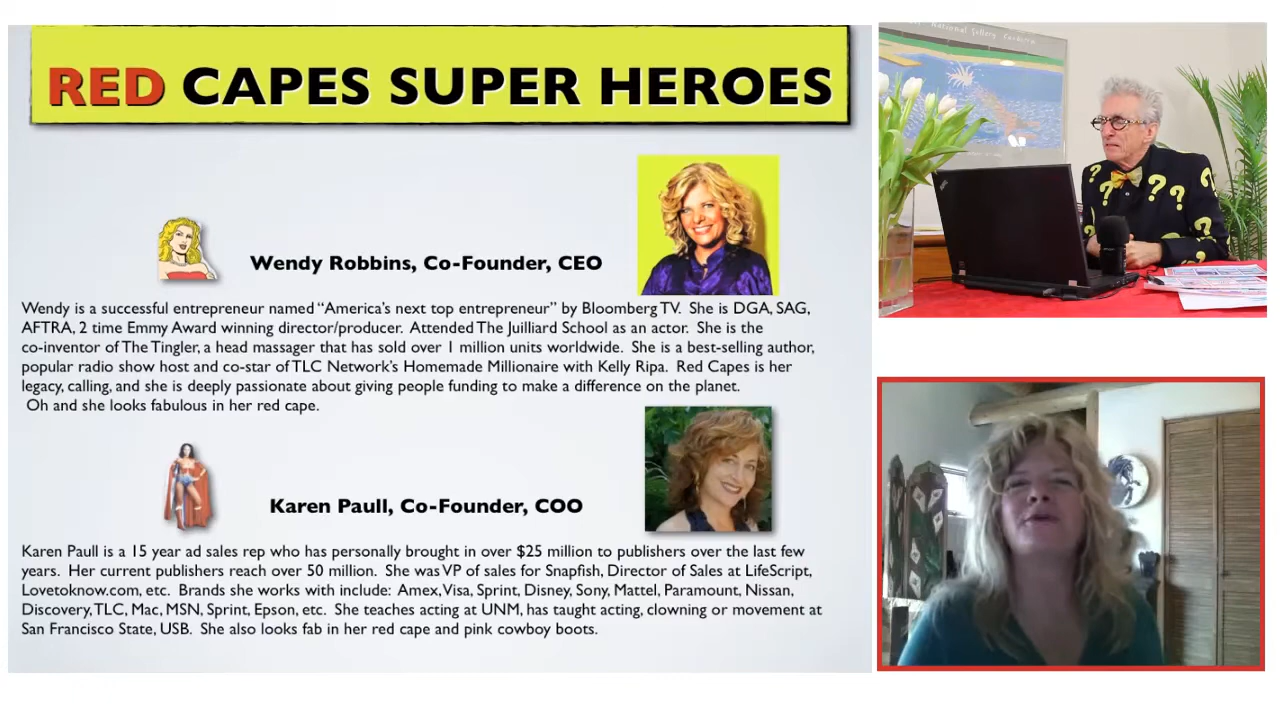 RED CAPES SUPER HEROES
National Gallery Canberra
Wendy Robbins, Co-Founder, CEO
Wendy is a successful entrepreneur named “America’s next top entrepreneur” by Bloomberg TV. She is DGA, SAG,
AFTRA, 2 time Emmy Award winning director/producer. Attended The Juilliard School as an actor. She is the
co-inventor of The Tingler, a head massager that has sold over 1 million units worldwide. She is a best-selling author,
popular radio show host and co-star of TLC Network’s Homemade Millionaire with Kelly Ripa. Red Capes is her
legacy, calling, and she is deeply passionate about giving people funding to make a difference on the planet.
Oh and she looks fabulous in her red cape.
Karen Paull, Co-Founder, COO
Karen Paull is a 15 year ad sales rep who has personally brought in over $25 million to publishers over the last few
years. Her current publishers reach over 50 million. She was VP of sales for Snapfish, Director of Sales at LifeScript,
Lovetoknow.com, etc. Brands she works with include: Amex, Visa, Sprint, Disney, Sony, Mattel, Paramount, Nissan,
Discovery, TLC, Mac, MSN, Sprint, Epson, etc. She teaches acting at UNM, has taught acting, clowning or movement at
San Francisco State, USB. She also looks fab in her red cape and pink cowboy boots.